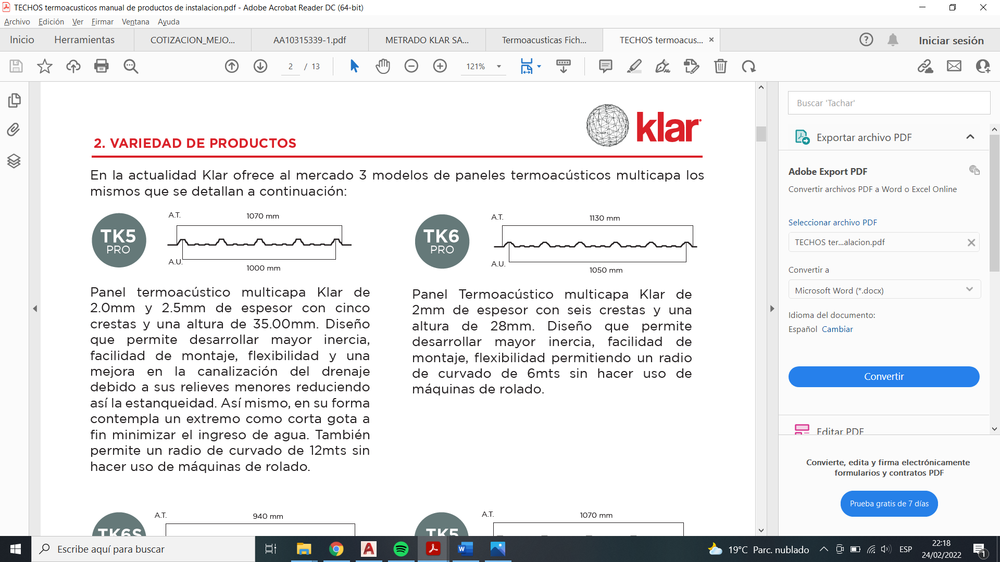 TECHOS termoacusticos manual de productos de instalacion.pdf - Adobe Acrobat Reader DC (64-bit)
Archivo Edición Ver Firmar Ventana Ayuda
Inicio Herramientas COTIZACION_MEJO... AA10315339-1.pdf METRADO KLAR SA... Termoacusticas Fich... TECHOS termoacus... Iniciar sesión
2 / 13 121%
klar
2. VARIEDAD DE PRODUCTOS
En la actualidad Klar ofrece al mercado 3 modelos de paneles termoacústicos multicapa los
mismos que se detallan a continuación:
TK5
PRO
A.T.
1070 mm
A.U.
1000 mm
Panel termoacústico multicapa Klar de
2.0mm y 2.5mm de espesor con cinco
crestas y una altura de 35.00mm. Diseño
que permite desarrollar mayor inercia,
facilidad de montaje, flexibilidad y una
mejora en la canalización del drenaje
debido a sus relieves menores reduciendo
así la estanqueidad. Así mismo, en su forma
contempla un extremo como corta gota a
fin minimizar el ingreso de agua. También
permite un radio de curvado de 12mts sin
hacer uso de máquinas de rolado.
TK6
PRO
A.T.
1130 mm
A.U.
1050 mm
Panel Termoacústico multicapa Klar de
2mm de espesor con seis crestas y una
altura de 28mm. Diseño que permite
desarrollar mayor inercia, facilidad de
montaje, flexibilidad permitiendo un radio
de curvado de 6mts sin hacer uso de
máquinas de rolado.
TK6S
A.T.
940 mm
TK5
A.T.
1070 mm
Buscar 'Tachar'
Exportar archivo PDF
Adobe Export PDF
Convertir archivos PDF a Word o Excel Online
Seleccionar archivo PDF
TECHOS ter...alacion.pdf
Convertir a
Microsoft Word (*.docx)
Idioma del documento:
Español Cambiar
Convertir
Editar PDF
Convierte, edita y firma electrónicamente
formularios y contratos PDF
Prueba gratis de 7 días
Escribe aquí para buscar
19°C Parc. nublado
ESP
22:18
24/02/2022
1